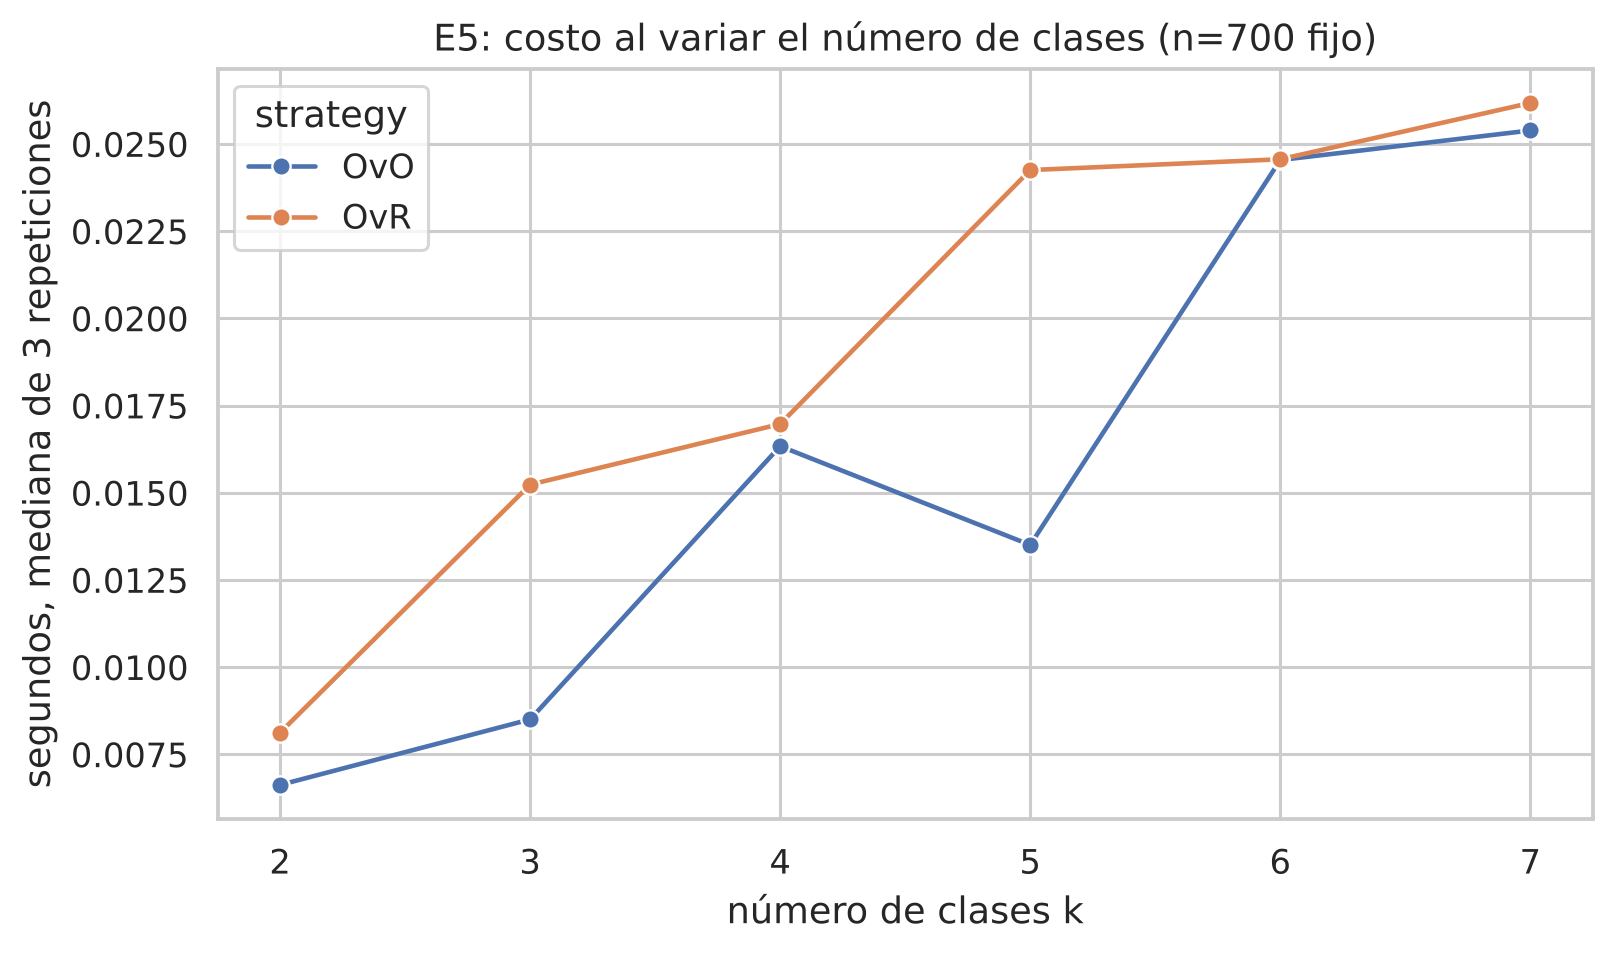 E5: costo al variar el número de clases (n=700 fijo)
strategy
OvO
OvR
segundos, mediana de 3 repeticiones
0.0250
0.0225
0.0200
0.0175
0.0150
0.0125
0.0100
0.0075
2 3 4 5 6 7
número de clases k